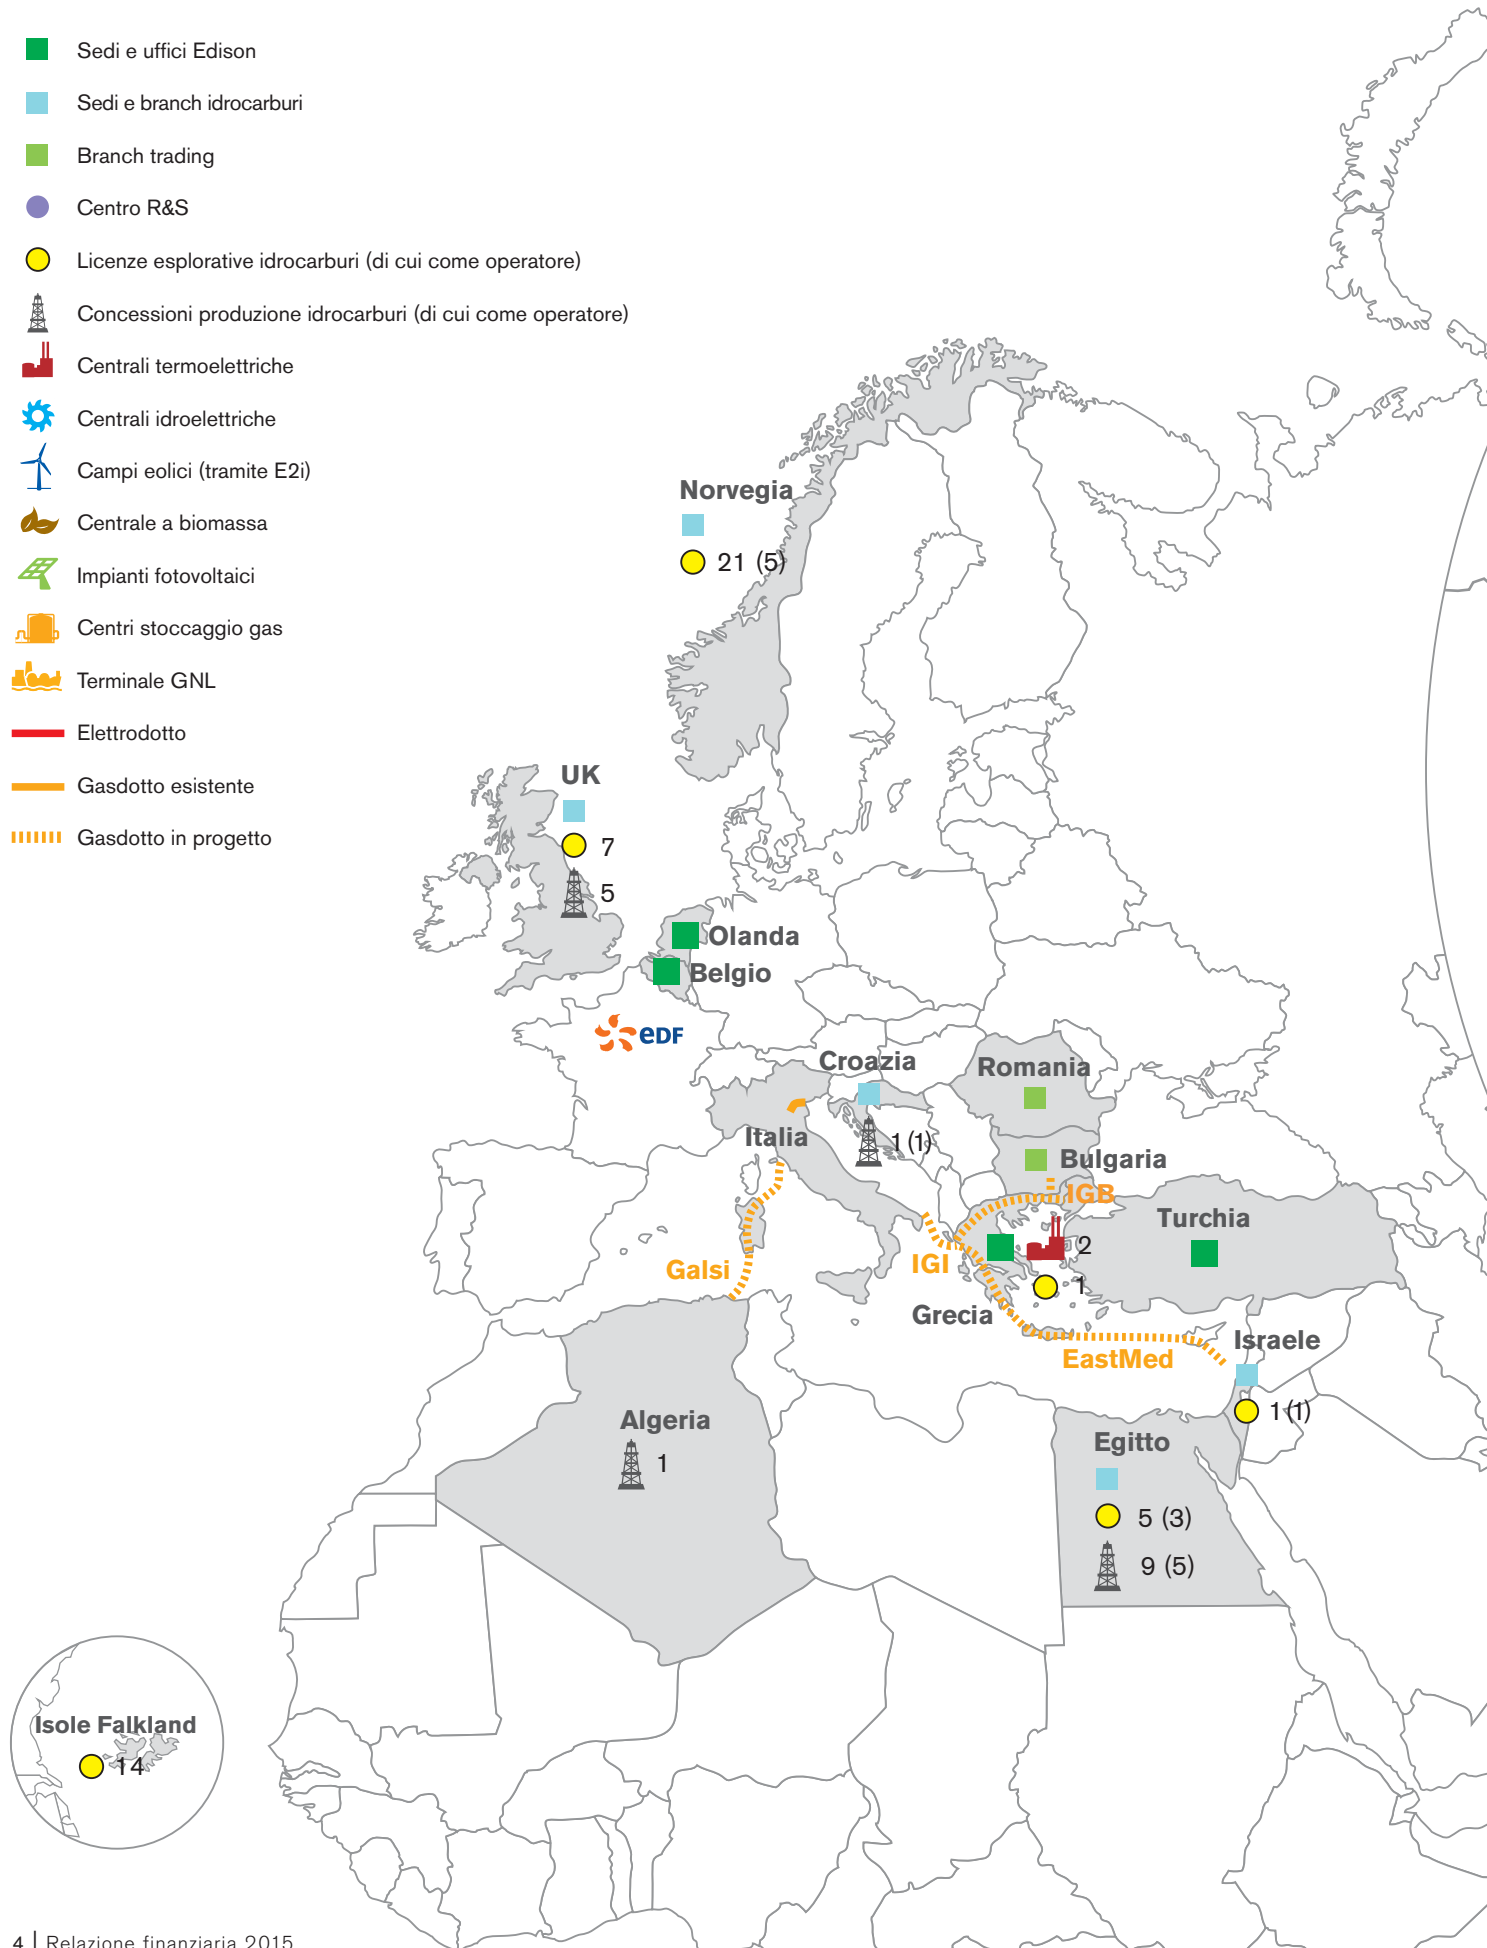 Sedi e uffici Edison
Sedi e branch idrocarburi
Branch trading
Centro R&S
Licenze esplorative idrocarburi (di cui come operatore)
Concessioni produzione idrocarburi (di cui come operatore)
Centrali termoelettriche
Centrali idroelettriche
Campi eolici (tramite E2i)
Centrale a biomassa
Impianti fotovoltaici
Centri stoccaggio gas
Terminale GNL
Elettrodotto
Gasdotto esistente
Gasdotto in progetto
Norvegia
21 (5)
UK
7
5
Olanda
Belgio
eDF
Croazia
1 (1)
Romania
Italia
Bulgaria
IGB
Turchia
2
1
IGI
Galsi
Grecia
EastMed
Israele
1 (1)
Algeria
1
Egitto
5 (3)
9 (5)
Isole Falkland
14
4 | Relazione finanziaria 2015